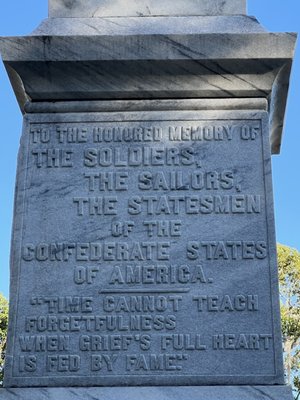 TO THE HONORED MEMORY OF
THE SOLDIERS,
THE SAILORS,
THE STATESMEN
OF THE
CONFEDERATE STATES
OF AMERICA.
"TIME CANNOT TEACH
FORGETFULNESS
WHEN GRIEF'S FULL HEART
IS FED BY FAME."